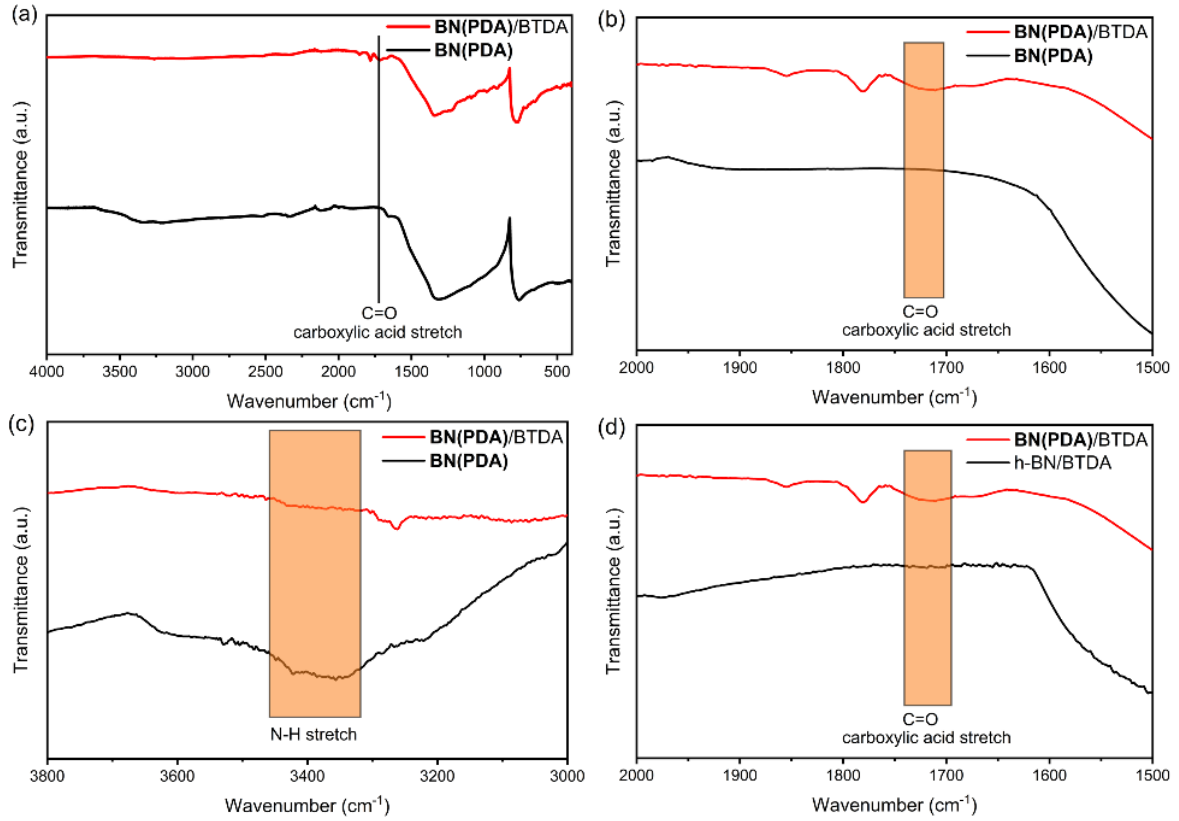 (a)
BN(PDA)/BTDA
BN(PDA)
Transmittance (a.u.)
C=O
carboxylic acid stretch
4000 3500 3000 2500 2000 1500 1000 500
Wavenumber (cm⁻¹)
(b)
BN(PDA)/BTDA
BN(PDA)
Transmittance (a.u.)
C=O
carboxylic acid stretch
2000 1900 1800 1700 1600 1500
Wavenumber (cm⁻¹)
(c)
BN(PDA)/BTDA
BN(PDA)
Transmittance (a.u.)
N-H stretch
3800 3600 3400 3200 3000
Wavenumber (cm⁻¹)
(d)
BN(PDA)/BTDA
h-BN/BTDA
Transmittance (a.u.)
C=O
carboxylic acid stretch
2000 1900 1800 1700 1600 1500
Wavenumber (cm⁻¹)